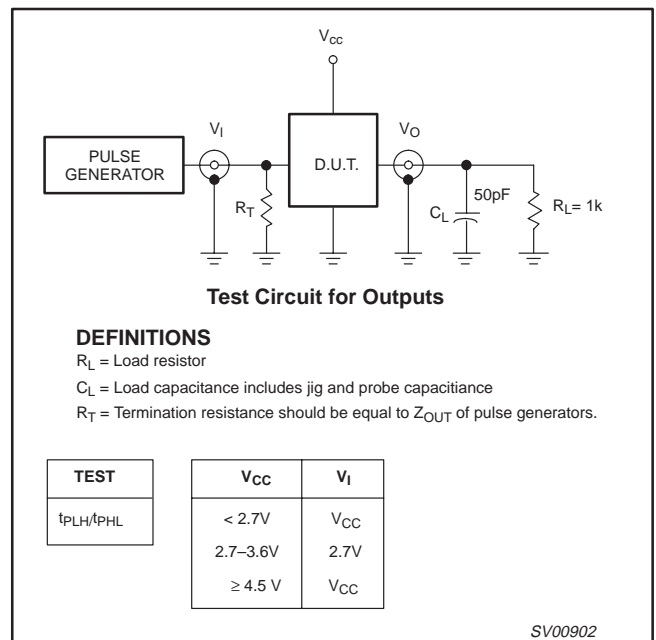 Vcc
VI
VO
PULSE
GENERATOR
D.U.T.
RT
50pF
CL
RL= 1k
Test Circuit for Outputs
DEFINITIONS
RL = Load resistor
CL = Load capacitance includes jig and probe capacitiance
RT = Termination resistance should be equal to ZOUT of pulse generators.
TEST
tPLH/tPHL
VCC VI
< 2.7V VCC
2.7–3.6V 2.7V
≥ 4.5 V VCC
SV00902